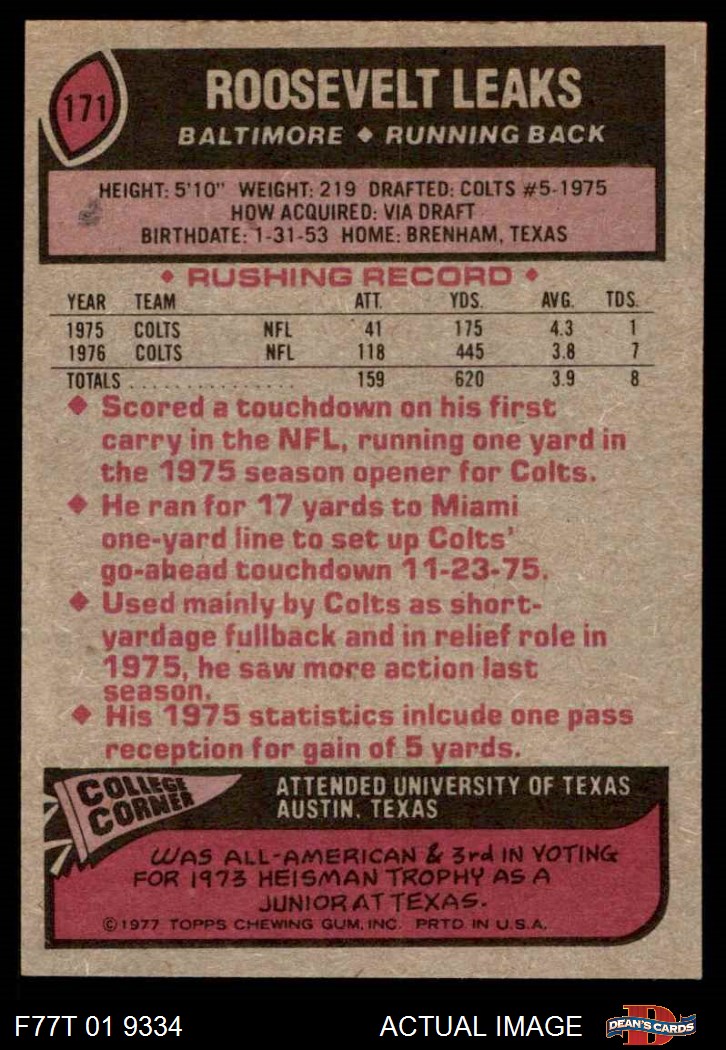 171
ROOSEVELT LEAKS
BALTIMORE ◆ RUNNING BACK
HEIGHT: 5'10" WEIGHT: 219 DRAFTED: COLTS #5-1975
HOW ACQUIRED: VIA DRAFT
BIRTHDATE: 1-31-53 HOME: BRENHAM, TEXAS
◆ RUSHING RECORD ◆
YEAR TEAM ATT. YDS. AVG. TDS.
1975 COLTS NFL 41 175 4.3 1
1976 COLTS NFL 118 445 3.8 7
TOTALS . . . . . . . . . . . . . . . 159 620 3.9 8
◆ Scored a touchdown on his first
carry in the NFL, running one yard in
the 1975 season opener for Colts.
◆ He ran for 17 yards to Miami
one-yard line to set up Colts'
go-ahead touchdown 11-23-75.
◆ Used mainly by Colts as short-
yardage fullback and in relief role in
1975, he saw more action last
season.
◆ His 1975 statistics inlcude one pass
reception for gain of 5 yards.
COLLEGE
CORNER
ATTENDED UNIVERSITY OF TEXAS
AUSTIN, TEXAS
WAS ALL-AMERICAN & 3rd IN VOTING
FOR 1973 HEISMAN TROPHY AS A
JUNIOR AT TEXAS.
©1977 TOPPS CHEWING GUM, INC. PRTD IN U.S.A.
F77T 01 9334 ACTUAL IMAGE
D
DEAN'S CARDS